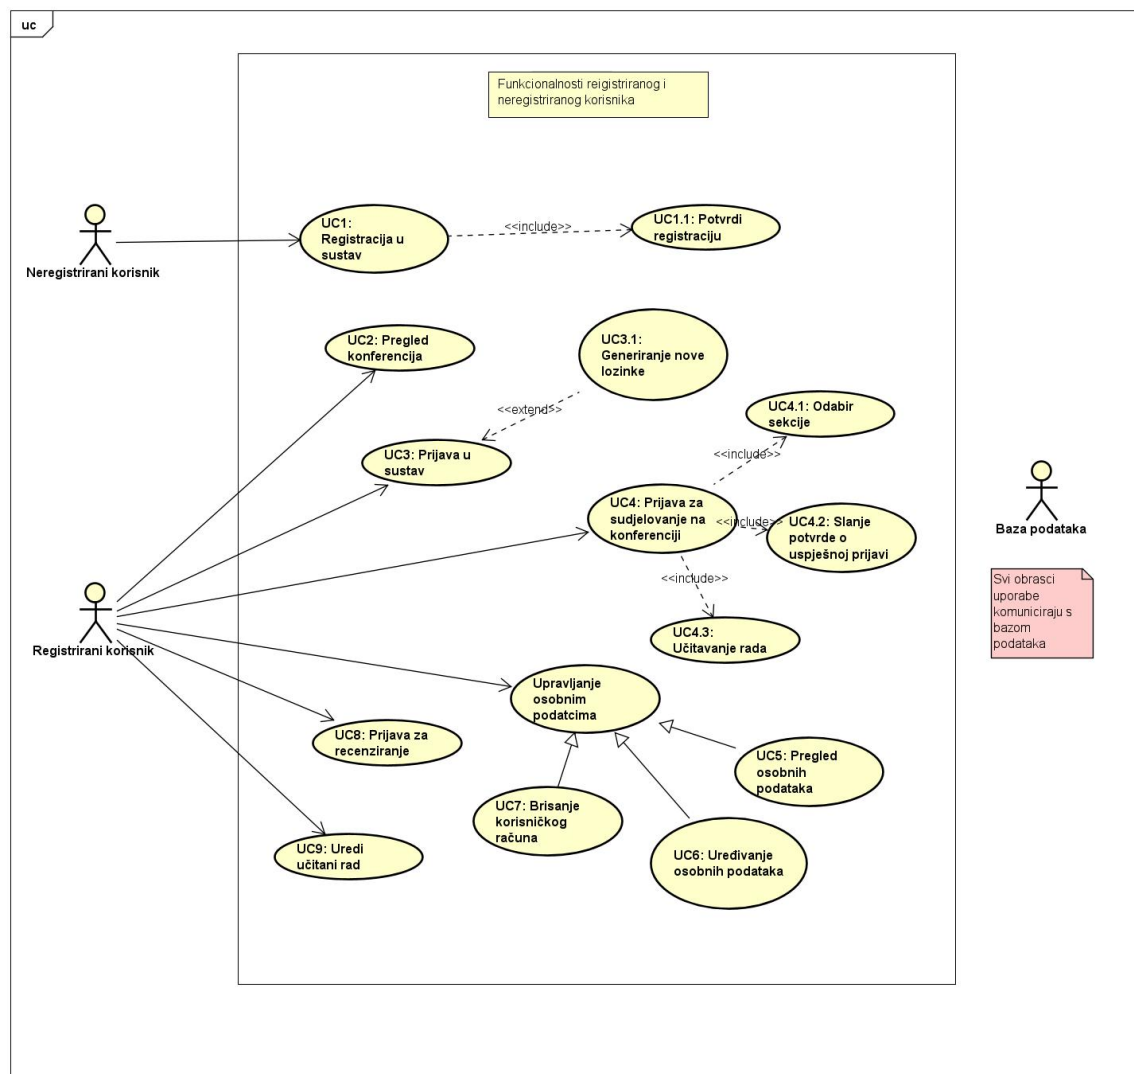 uc
Funkcionalnosti reigistriranog i
neregistriranog korisnika
Neregistrirani korisnik
UC1:
Registracija u
sustav
<<include>>
UC1.1: Potvrdi
registraciju
UC2: Pregled
konferencija
UC3.1:
Generiranje nove
lozinke
<<extend>>
UC3: Prijava u
sustav
UC4.1: Odabir
sekcije
<<include>>
UC4: Prijava za
sudjelovanje na
konferenciji
<<include>>
UC4.2: Slanje
potvrde o
uspješnoj prijavi
<<include>>
UC4.3:
Učitavanje rada
Baza podataka
Svi obrasci
uporabe
komuniciraju s
bazom
podataka
Registrirani korisnik
Upravljanje
osobnim
podatcima
UC8: Prijava za
recenziranje
UC5: Pregled
osobnih
podataka
UC7: Brisanje
korisničkog
računa
UC6: Uređivanje
osobnih podataka
UC9: Uredi
učitani rad